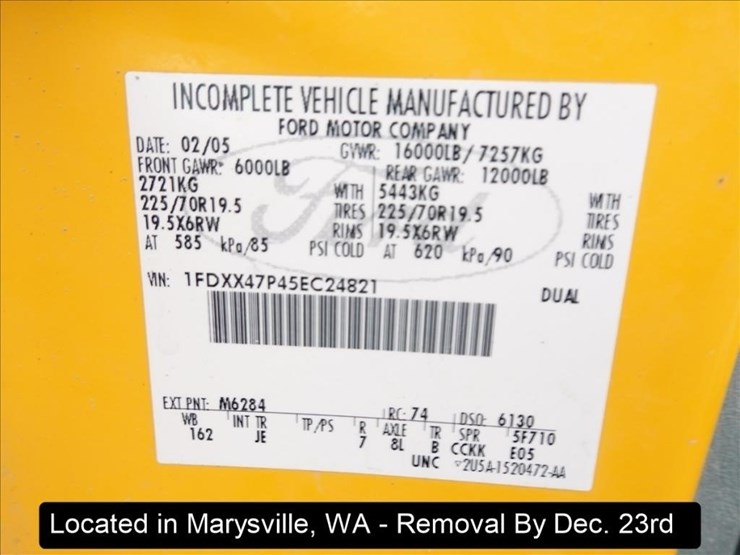 INCOMPLETE VEHICLE MANUFACTURED BY
FORD MOTOR COMPANY
DATE: 02/05 GVWR: 16000LB/7257KG
FRONT GAWR: 6000LB REAR GAWR: 12000LB
2721KG WITH 5443KG WITH
225/70R19.5 TIRES 225/70R19.5 TIRES
19.5X6RW RIMS 19.5X6RW RIMS
AT 585 kPa/85 PSI COLD AT 620 kPa/90 PSI COLD
VIN: 1FDXX47P45EC24821 DUAL
EXT PNT: M6284 RC: 74 DSO: 6130
WB INT TR TP/PS R AXLE TR SPR 5F710
162 JE 7 8L B CCKK E05
UNC 2U5A-1520472-AA
Ford
Located in Marysville, WA - Removal By Dec. 23rd